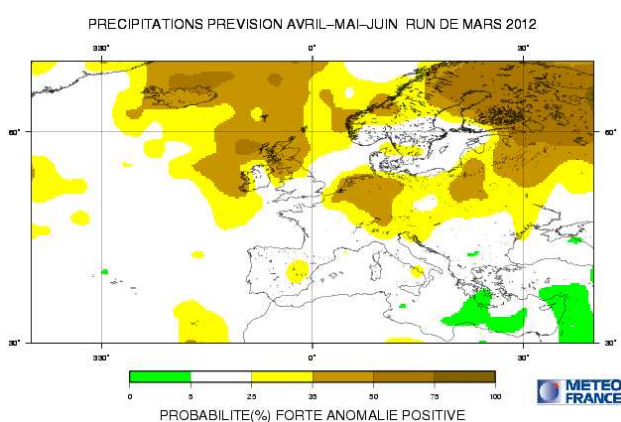 PRECIPITATIONS PREVISION AVRIL-MAI-JUIN RUN DE MARS 2012
330° 0° 30°
60° 60°
30° 30°
330° 0° 30°
0 5 25 35 50 100
PROBABILITE(%) FORTE ANOMALIE POSITIVE
METEO
FRANCE